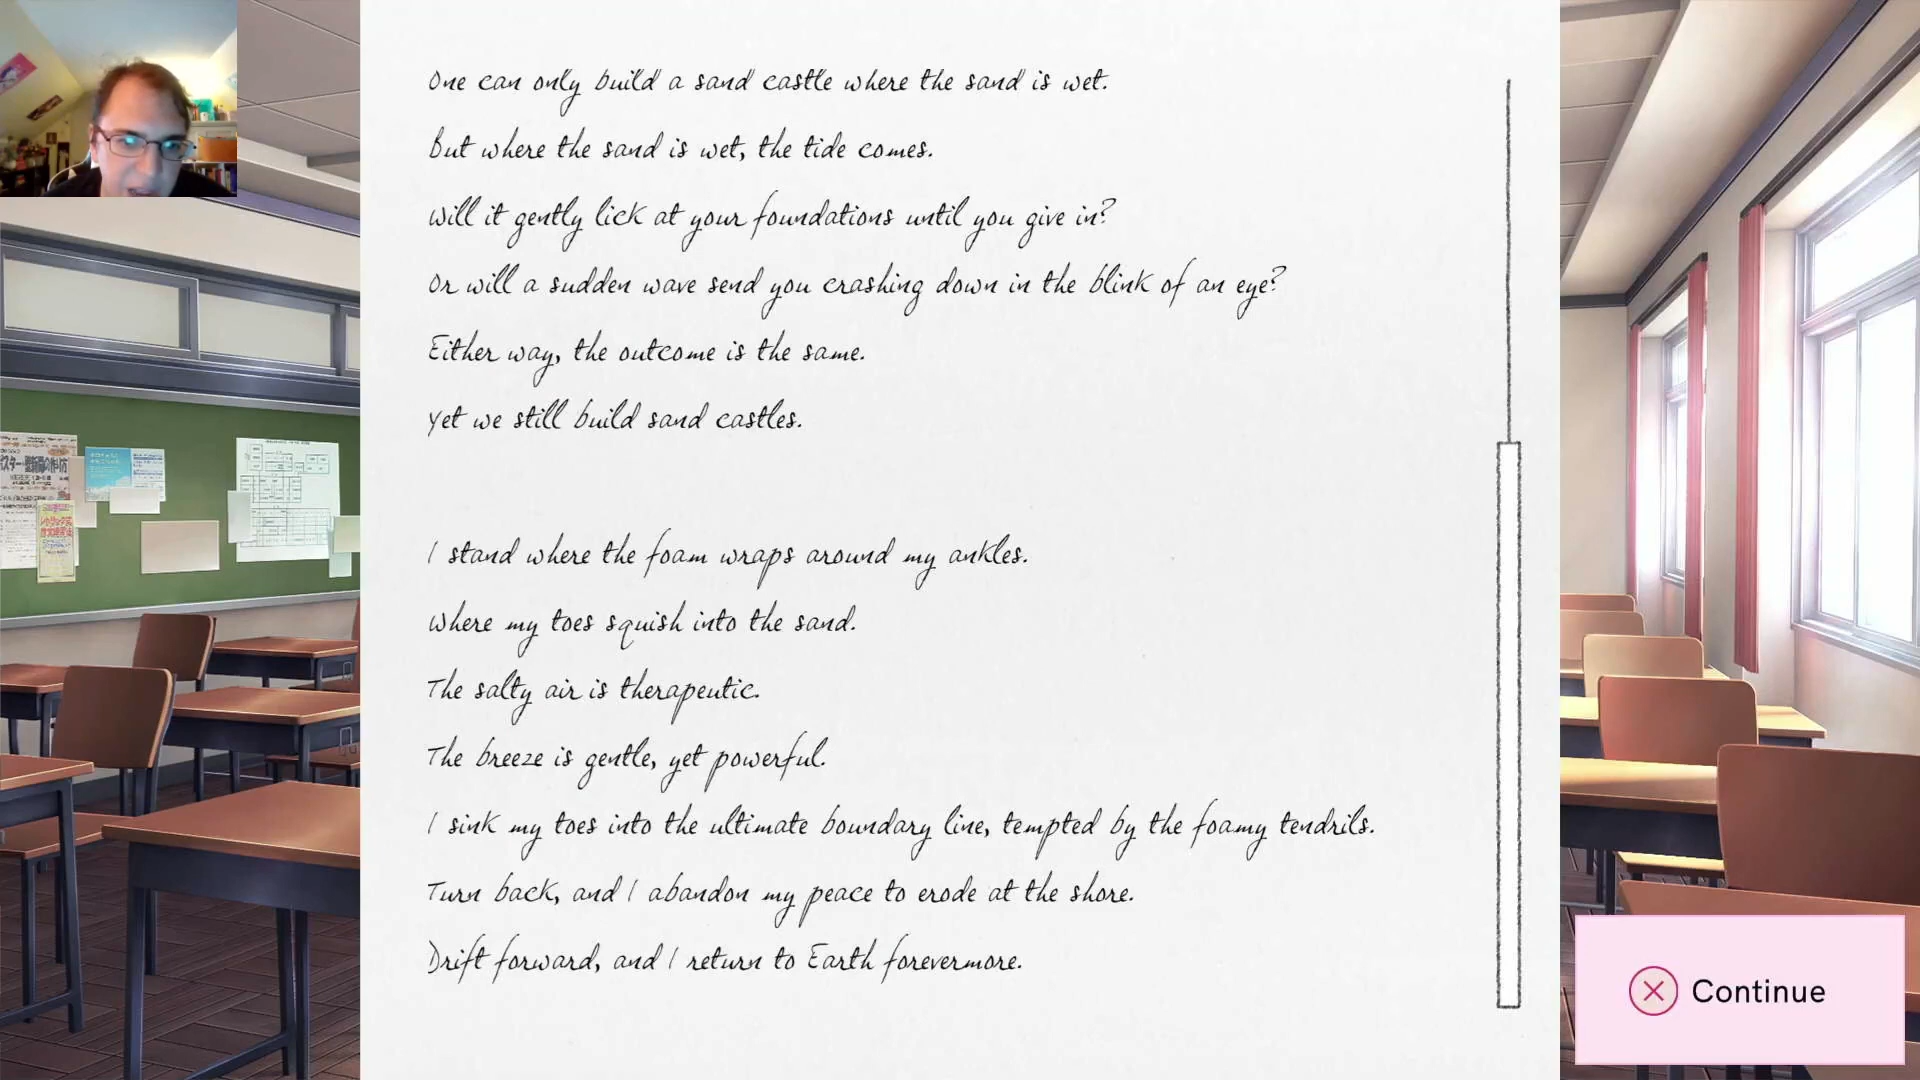 One can only build a sand castle where the sand is wet.
But where the sand is wet, the tide comes.
Will it gently lick at your foundations until you give in?
Or will a sudden wave send you crashing down in the blink of an eye?
Either way, the outcome is the same.
Yet we still build sand castles.
I stand where the foam wraps around my ankles.
Where my toes squish into the sand.
The salty air is therapeutic.
The breeze is gentle, yet powerful.
I sink my toes into the ultimate boundary line, tempted by the foamy tendrils.
Turn back, and I abandon my peace to erode at the shore.
Drift forward, and I return to Earth forevermore.
Continue